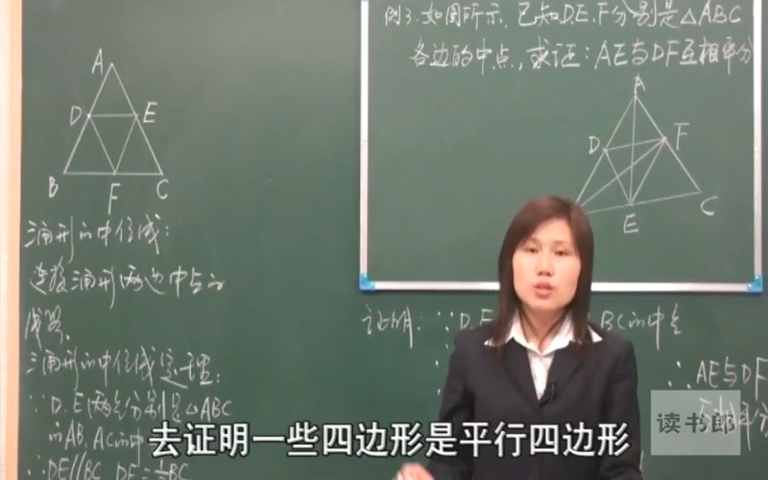 例3.如图所示,已知D、E、F分别是△ABC
各边的中点,求证:AE与DF互相平分
A
D
E
B
F
C
A
D
F
E
C
三角形的中位线:
连接三角形两边中点的
线段.
三角形的中位线定理:
∵D、E两点分别是△ABC
的AB、AC的中
∴DE∥BC DE=½BC
证明:∵D、E
BC的中点
∴AE与DF
互相平分
去证明一些四边形是平行四边形
读书郎